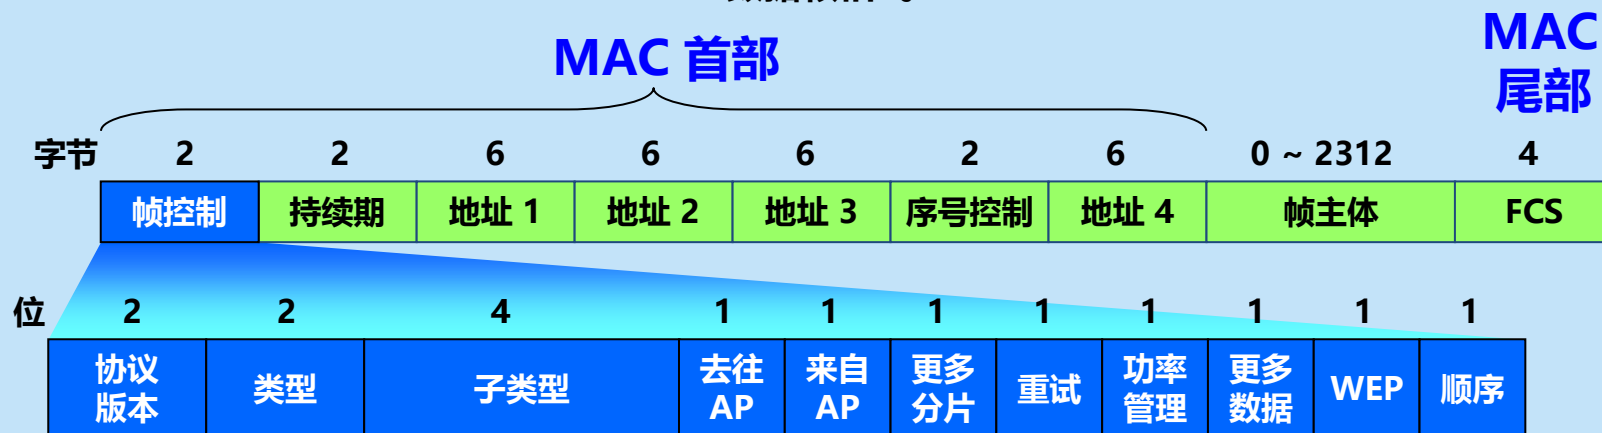 MAC 首部
MAC
尾部
字节 2 2 6 6 6 2 6 0 ~ 2312 4
帧控制 持续期 地址 1 地址 2 地址 3 序号控制 地址 4 帧主体 FCS
位 2 2 4 1 1 1 1 1 1 1 1
协议
版本
类型
子类型
去往
AP
来自
AP
更多
分片
重试
功率
管理
更多
数据
WEP
顺序